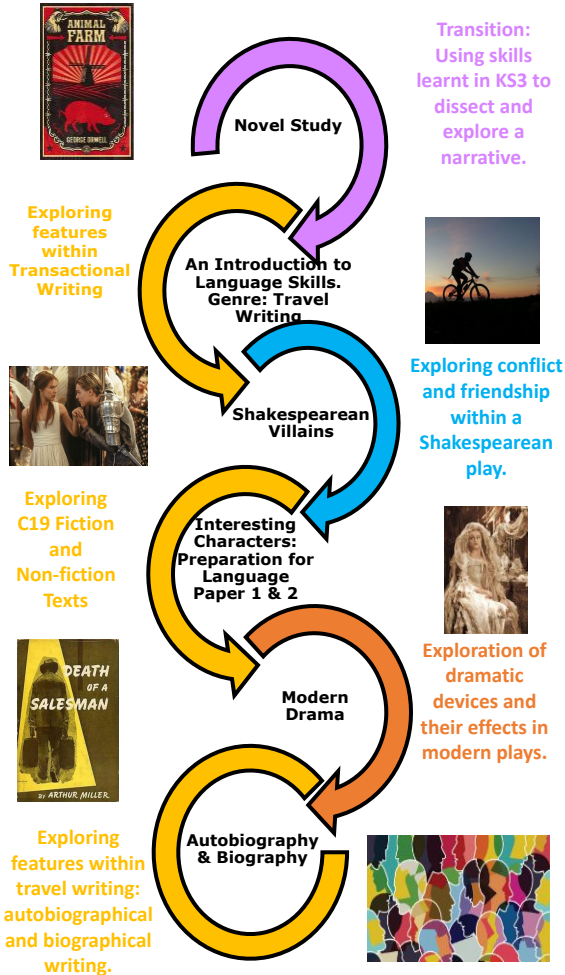 ANIMAL
FARM
GEORGE ORWELL
Transition:
Using skills
learnt in KS3 to
dissect and
explore a
narrative.
Novel Study
Exploring
features
within
Transactional
Writing
An Introduction to
Language Skills.
Genre: Travel
Writing
Shakespearean
Villains
Exploring conflict
and friendship
within a
Shakespearean
play.
Exploring
C19 Fiction
and
Non-fiction
Texts
Interesting
Characters:
Preparation for
Language
Paper 1 & 2
DEATH
OF A
SALESMAN
BY ARTHUR MILLER
Modern
Drama
Exploration of
dramatic
devices and
their effects in
modern plays.
Autobiography
& Biography
Exploring
features within
travel writing:
autobiographical
and biographical
writing.